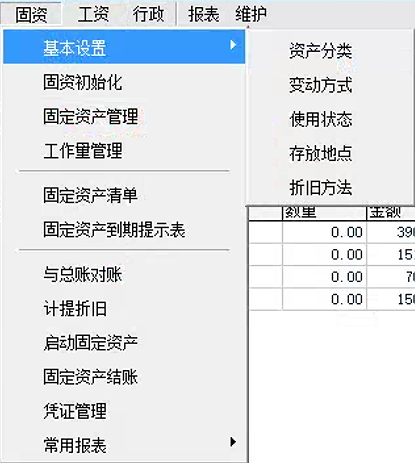 固资 工资 行政 报表 维护
基本设置
固资初始化
固定资产管理
工作量管理
固定资产清单
固定资产到期提示表
与总账对账
计提折旧
启动固定资产
固定资产结账
凭证管理
常用报表
资产分类
变动方式
使用状态
存放地点
折旧方法
数量 金额
0.00 390
0.00 151
0.00
0.00 150